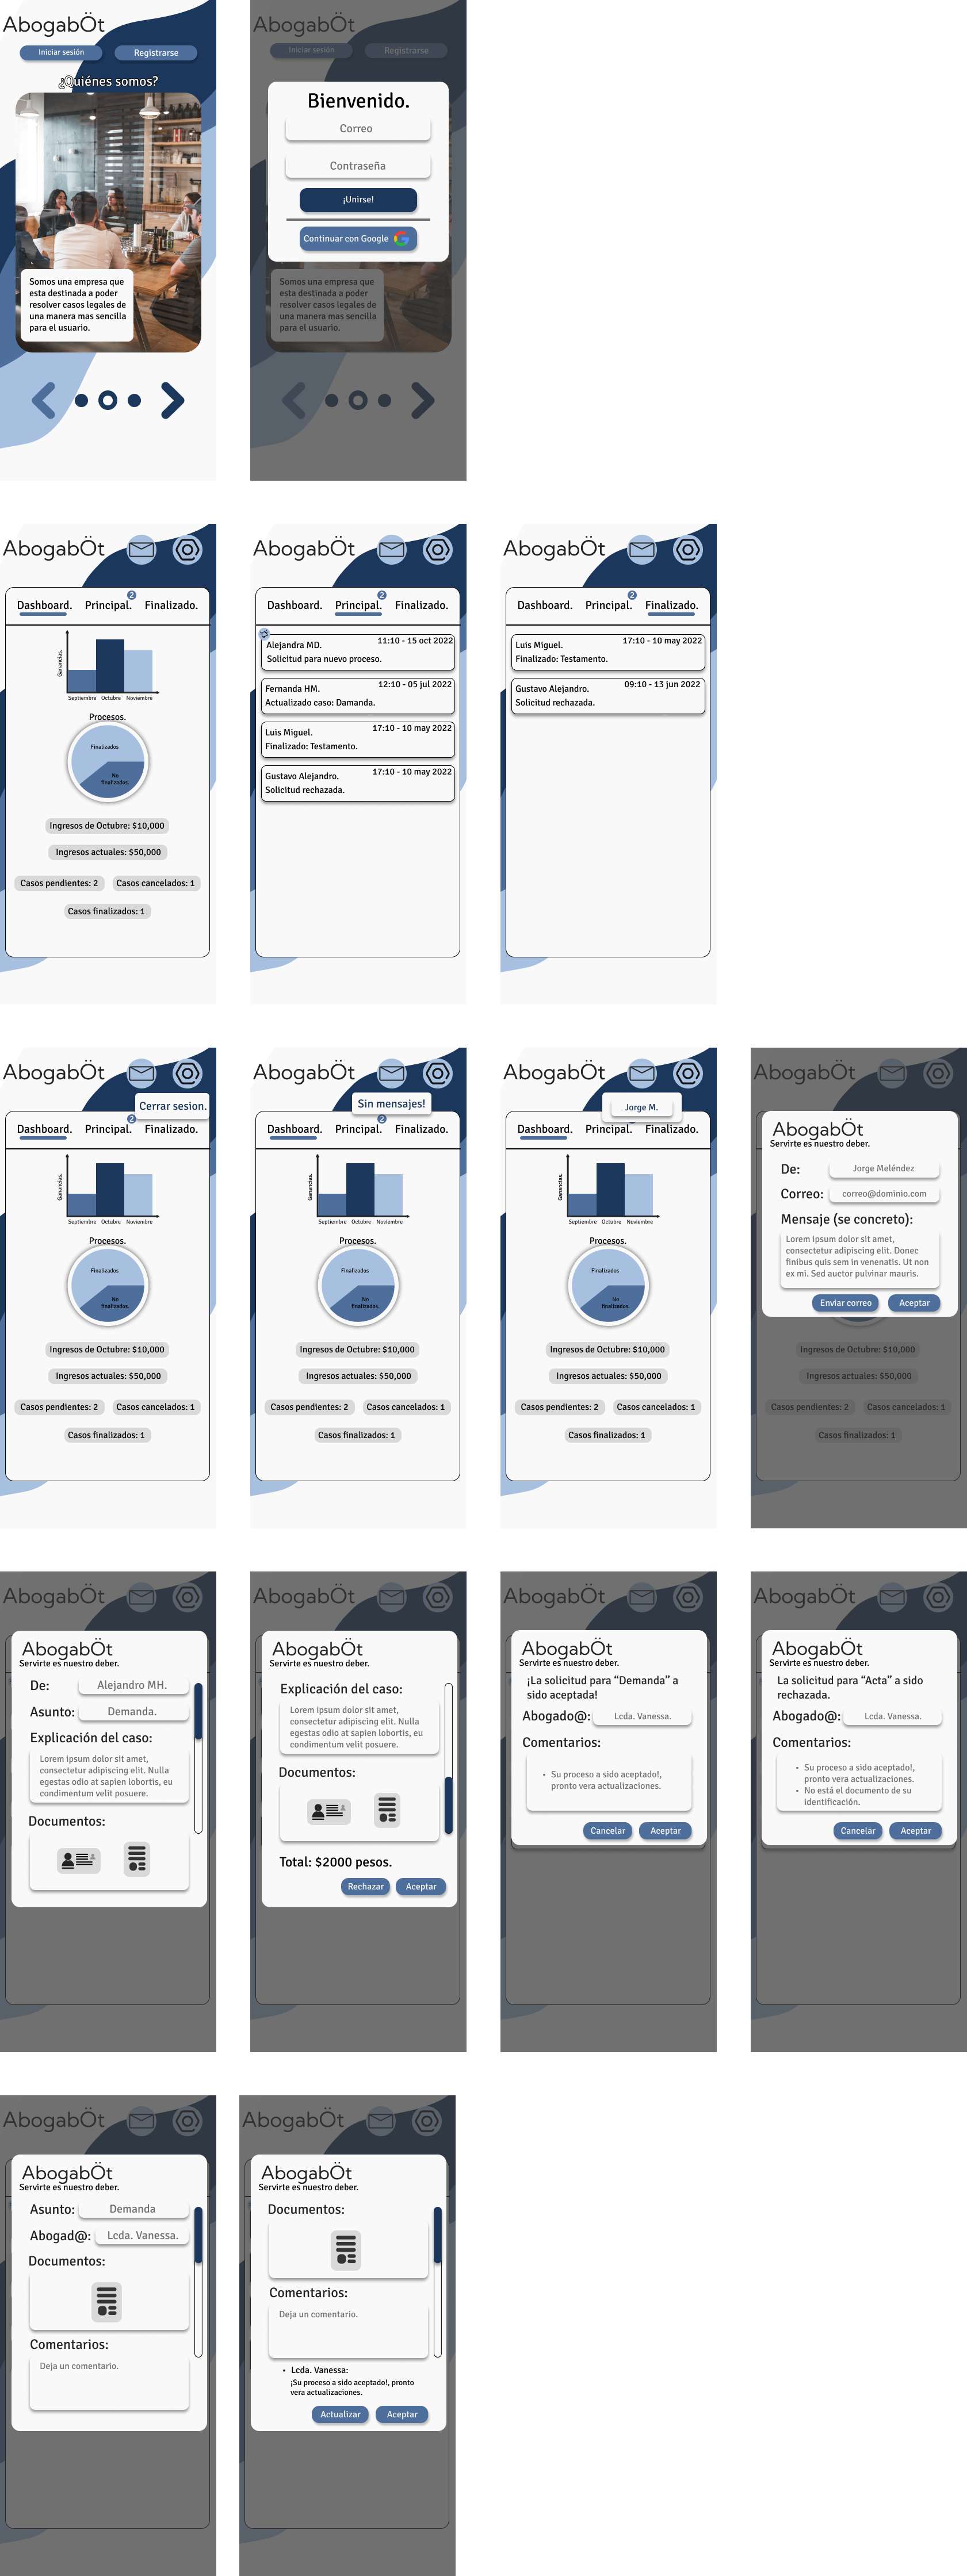 AbogabÖt
Iniciar sesión
Registrarse
¿Quiénes somos?
Somos una empresa que
esta destinada a poder
resolver casos legales de
una manera mas sencilla
para el usuario.
AbogabÖt
Iniciar sesión
Registrarse
Bienvenido.
Correo
Contraseña
¡Unirse!
Continuar con Google
Somos una empresa que
esta destinada a poder
resolver casos legales de
una manera mas sencilla
para el usuario.
AbogabÖt
2
Dashboard. Principal. Finalizado.
Ganancias.
Septiembre Octubre Noviembre
Procesos.
Finalizados
No
finalizados.
Ingresos de Octubre: $10,000
Ingresos actuales: $50,000
Casos pendientes: 2
Casos cancelados: 1
Casos finalizados: 1
AbogabÖt
2
Dashboard. Principal. Finalizado.
Alejandra MD. 11:10 - 15 oct 2022
Solicitud para nuevo proceso.
Fernanda HM. 12:10 - 05 jul 2022
Actualizado caso: Damanda.
Luis Miguel. 17:10 - 10 may 2022
Finalizado: Testamento.
Gustavo Alejandro. 17:10 - 10 may 2022
Solicitud rechazada.
AbogabÖt
2
Dashboard. Principal. Finalizado.
Luis Miguel. 17:10 - 10 may 2022
Finalizado: Testamento.
Gustavo Alejandro. 09:10 - 13 jun 2022
Solicitud rechazada.
AbogabÖt
Cerrar sesion.
2
Dashboard. Principal. Finalizado.
Ganancias.
Septiembre Octubre Noviembre
Procesos.
Finalizados
No
finalizados.
Ingresos de Octubre: $10,000
Ingresos actuales: $50,000
Casos pendientes: 2
Casos cancelados: 1
Casos finalizados: 1
AbogabÖt
Sin mensajes!
2
Dashboard. Principal. Finalizado.
Ganancias.
Septiembre Octubre Noviembre
Procesos.
Finalizados
No
finalizados.
Ingresos de Octubre: $10,000
Ingresos actuales: $50,000
Casos pendientes: 2
Casos cancelados: 1
Casos finalizados: 1
AbogabÖt
Jorge M.
Dashboard. Principal. Finalizado.
Ganancias.
Septiembre Octubre Noviembre
Procesos.
Finalizados
No
finalizados.
Ingresos de Octubre: $10,000
Ingresos actuales: $50,000
Casos pendientes: 2
Casos cancelados: 1
Casos finalizados: 1
AbogabÖt
AbogabÖt
Servirte es nuestro deber.
De: Jorge Meléndez
Correo: correo@dominio.com
Mensaje (se concreto):
Lorem ipsum dolor sit amet,
consectetur adipiscing elit. Donec
finibus quis sem in venenatis. Ut non
ex mi. Sed auctor pulvinar mauris.
Enviar correo
Aceptar
Ingresos de Octubre: $10,000
Ingresos actuales: $50,000
Casos pendientes: 2
Casos cancelados: 1
Casos finalizados: 1
AbogabÖt
AbogabÖt
Servirte es nuestro deber.
De: Alejandro MH.
Asunto: Demanda.
Explicación del caso:
Lorem ipsum dolor sit amet,
consectetur adipiscing elit. Nulla
egestas odio at sapien lobortis, eu
condimentum velit posuere.
Documentos:
AbogabÖt
AbogabÖt
Servirte es nuestro deber.
Explicación del caso:
Lorem ipsum dolor sit amet,
consectetur adipiscing elit. Nulla
egestas odio at sapien lobortis, eu
condimentum velit posuere.
Documentos:
Total: $2000 pesos.
Rechazar
Aceptar
AbogabÖt
AbogabÖt
Servirte es nuestro deber.
¡La solicitud para “Demanda” a
sido aceptada!
Abogado@: Lcda. Vanessa.
Comentarios:
• Su proceso a sido aceptado!,
pronto vera actualizaciones.
Cancelar
Aceptar
AbogabÖt
AbogabÖt
Servirte es nuestro deber.
La solicitud para “Acta” a sido
rechazada.
Abogado@: Lcda. Vanessa.
Comentarios:
• Su proceso a sido aceptado!,
pronto vera actualizaciones.
• No está el documento de su
identificación.
Cancelar
Aceptar
AbogabÖt
AbogabÖt
Servirte es nuestro deber.
Asunto: Demanda
Abogad@: Lcda. Vanessa.
Documentos:
Comentarios:
Deja un comentario.
AbogabÖt
AbogabÖt
Servirte es nuestro deber.
Documentos:
Comentarios:
Deja un comentario.
• Lcda. Vanessa:
¡Su proceso a sido aceptado!, pronto
vera actualizaciones.
Actualizar
Aceptar